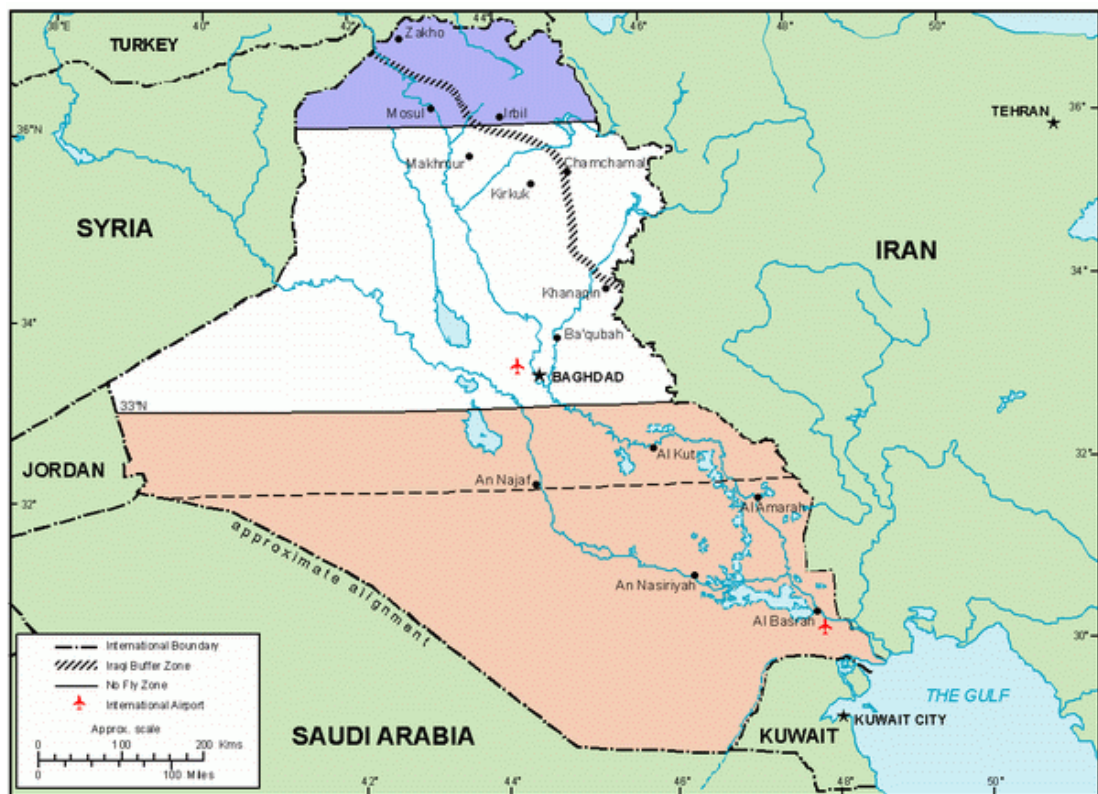 38°E
40
42
44
46
48
50
TURKEY
Zakho
Mosul
Irbil
TEHRAN
36°N
36
Makhmur
Chamchamal
Kirkuk
SYRIA
IRAN
34
Khanaqin
34
Ba'qubah
BAGHDAD
33°N
JORDAN
Al Kut
32
An Najaf
32
Al Amarah
approximate alignment
An Nasiriyah
Al Basrah
30
International Boundary
Iraqi Buffer Zone
No Fly Zone
International Airport
Approx. scale
0 100 200 Kms
0 100 Miles
THE GULF
SAUDI ARABIA
KUWAIT
KUWAIT CITY
42
44
46
48
50